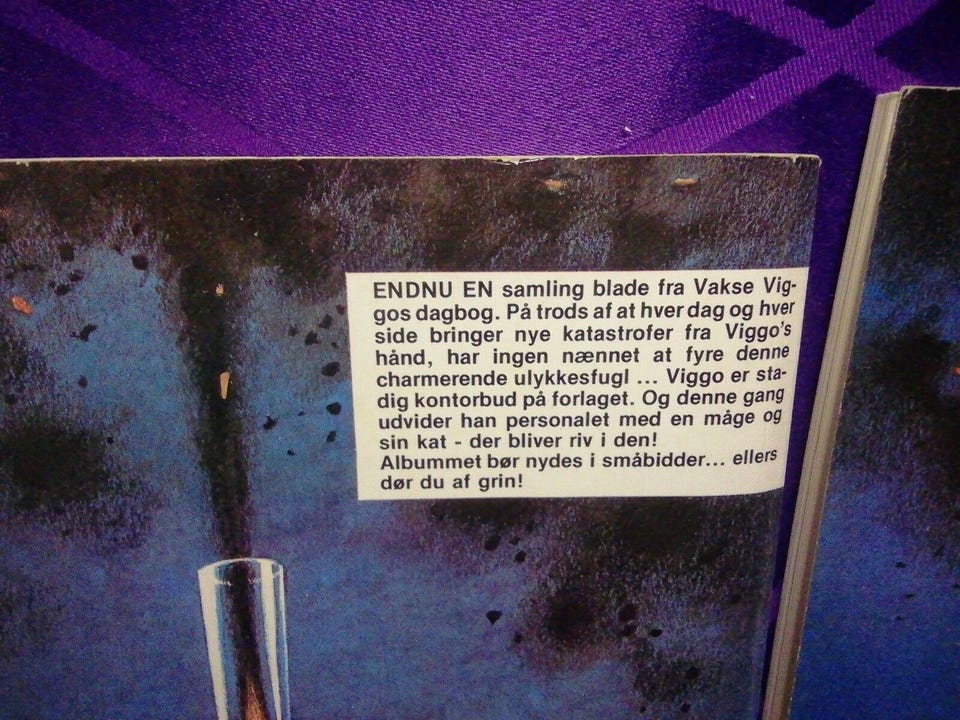 ENDNU EN samling blade fra Vakse Vig-
gos dagbog. På trods af at hver dag og hver
side bringer nye katastrofer fra Viggo's
hånd, har ingen nænnet at fyre denne
charmerende ulykkesfugl ... Viggo er sta-
dig kontorbud på forlaget. Og denne gang
udvider han personalet med en måge og
sin kat - der bliver riv i den!
Albummet bør nydes i småbidder... ellers
dør du af grin!